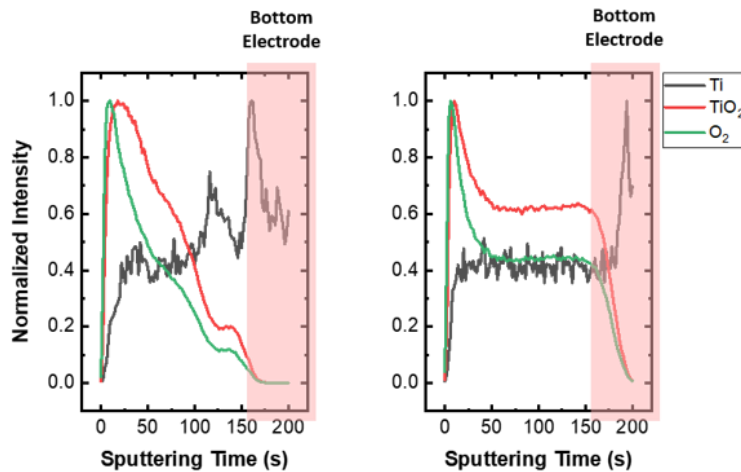 Bottom
Electrode
Bottom
Electrode
Normalized Intensity
1.0
0.8
0.6
0.4
0.2
0.0
0 50 100 150 200
Sputtering Time (s)
1.0
0.8
0.6
0.4
0.2
0.0
0 50 100 150 200
Sputtering Time (s)
Ti
TiO₂
O₂